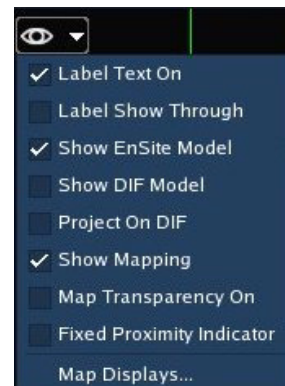 Label Text On
Label Show Through
Show EnSite Model
Show DIF Model
Project On DIF
Show Mapping
Map Transparency On
Fixed Proximity Indicator
Map Displays...